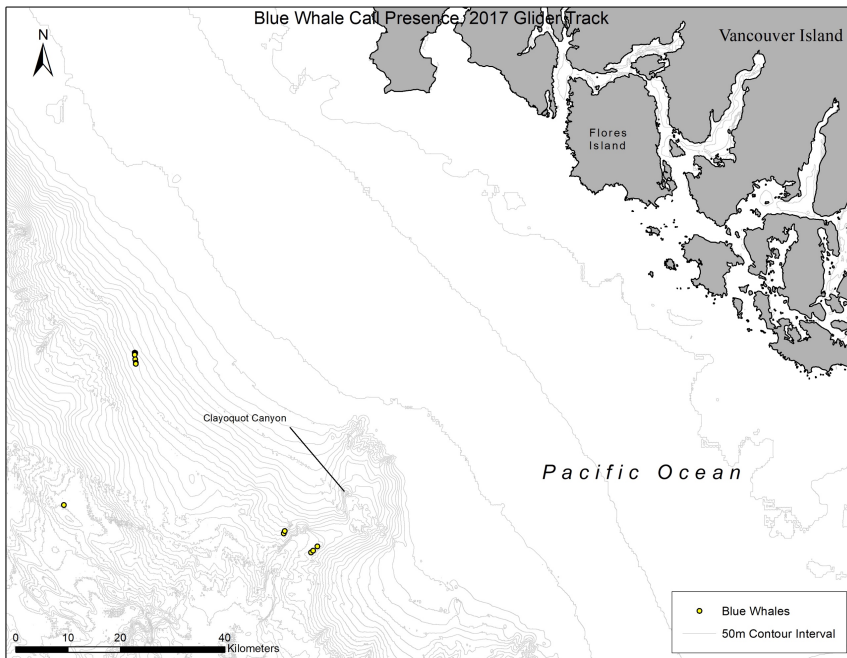 Blue Whale Call Presence, 2017 Glider Track
N
Vancouver Island
Flores
Island
Clayoquot Canyon
Pacific Ocean
Blue Whales
50m Contour Interval
0 10 20 40
Kilometers